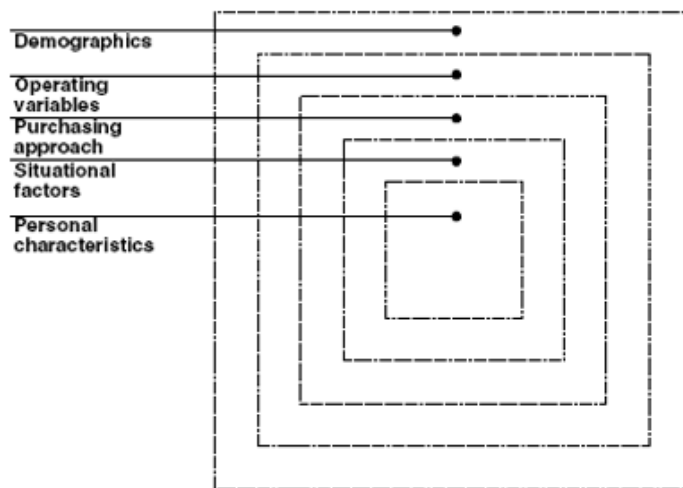 Demographics
Operating
variables
Purchasing
approach
Situational
factors
Personal
characteristics